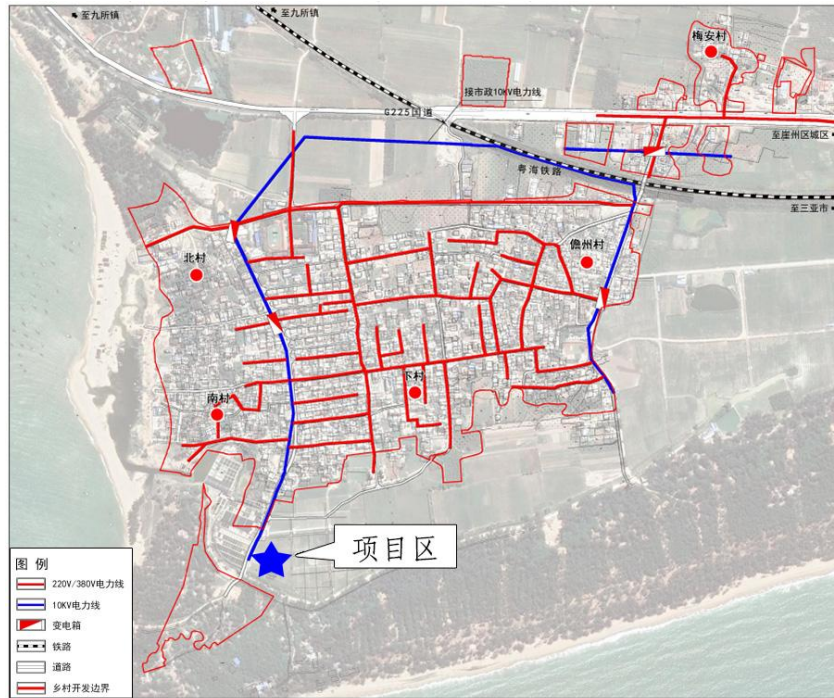 至九所镇
至九所镇
梅安村
接市政10KV电力线
G225国道
至崖州区城区
粤海铁路
至三亚市
儋州村
北村
下村
南村
项目区
图 例
220V/380V电力线
10KV电力线
变电箱
铁路
道路
乡村开发边界